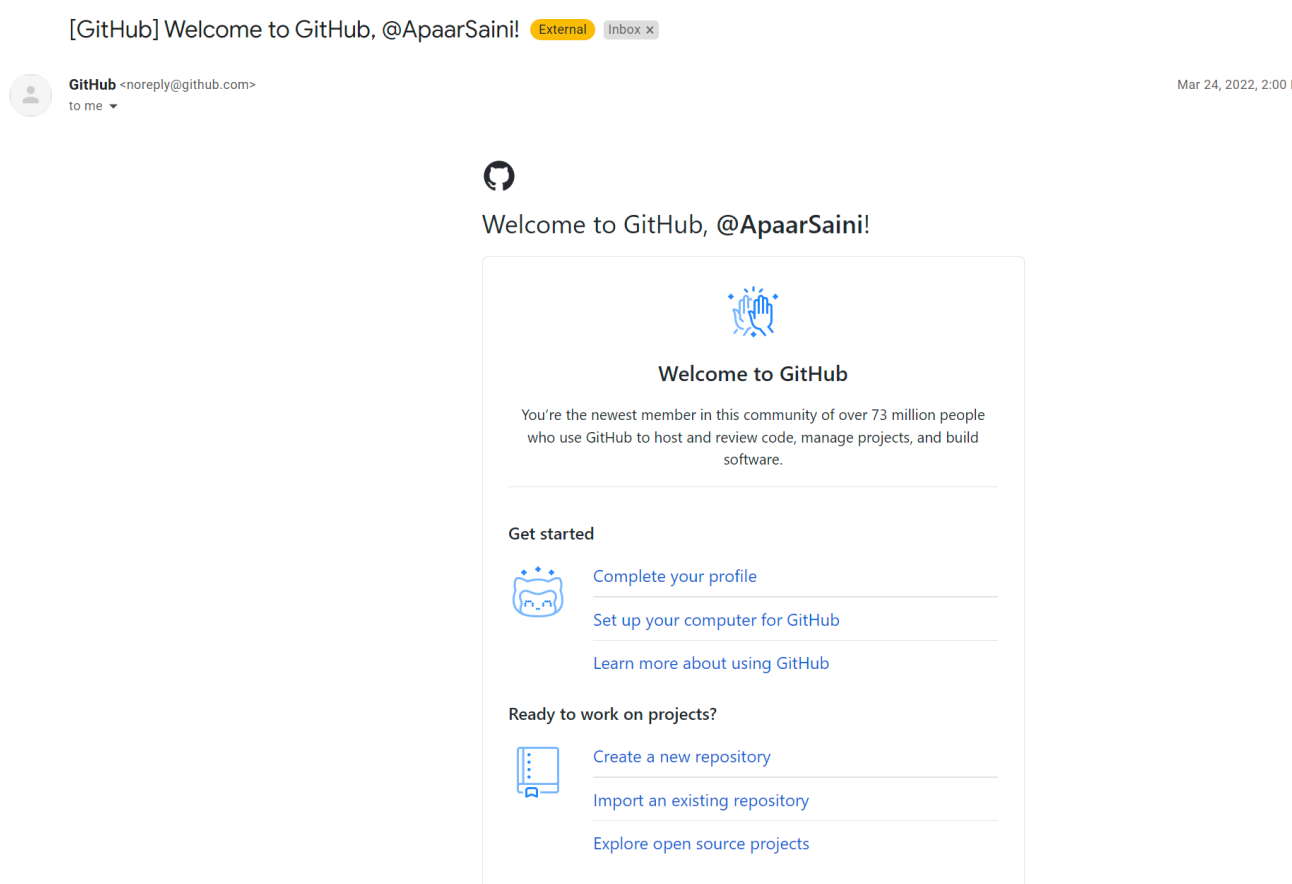 [GitHub] Welcome to GitHub, @ApaarSaini! External Inbox x
GitHub <noreply@github.com> Mar 24, 2022, 2:00
to me
Welcome to GitHub, @ApaarSaini!
Welcome to GitHub
You're the newest member in this community of over 73 million people
who use GitHub to host and review code, manage projects, and build
software.
Get started
Complete your profile
Set up your computer for GitHub
Learn more about using GitHub
Ready to work on projects?
Create a new repository
Import an existing repository
Explore open source projects